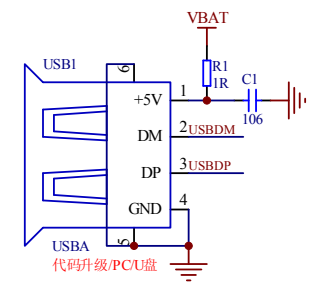 VBAT
USB1
6
R1
1R
C1
+5V
1
106
DM
2
USBDM
DP
3
USBDP
GND
4
5
USBA
代码升级/PC/U盘